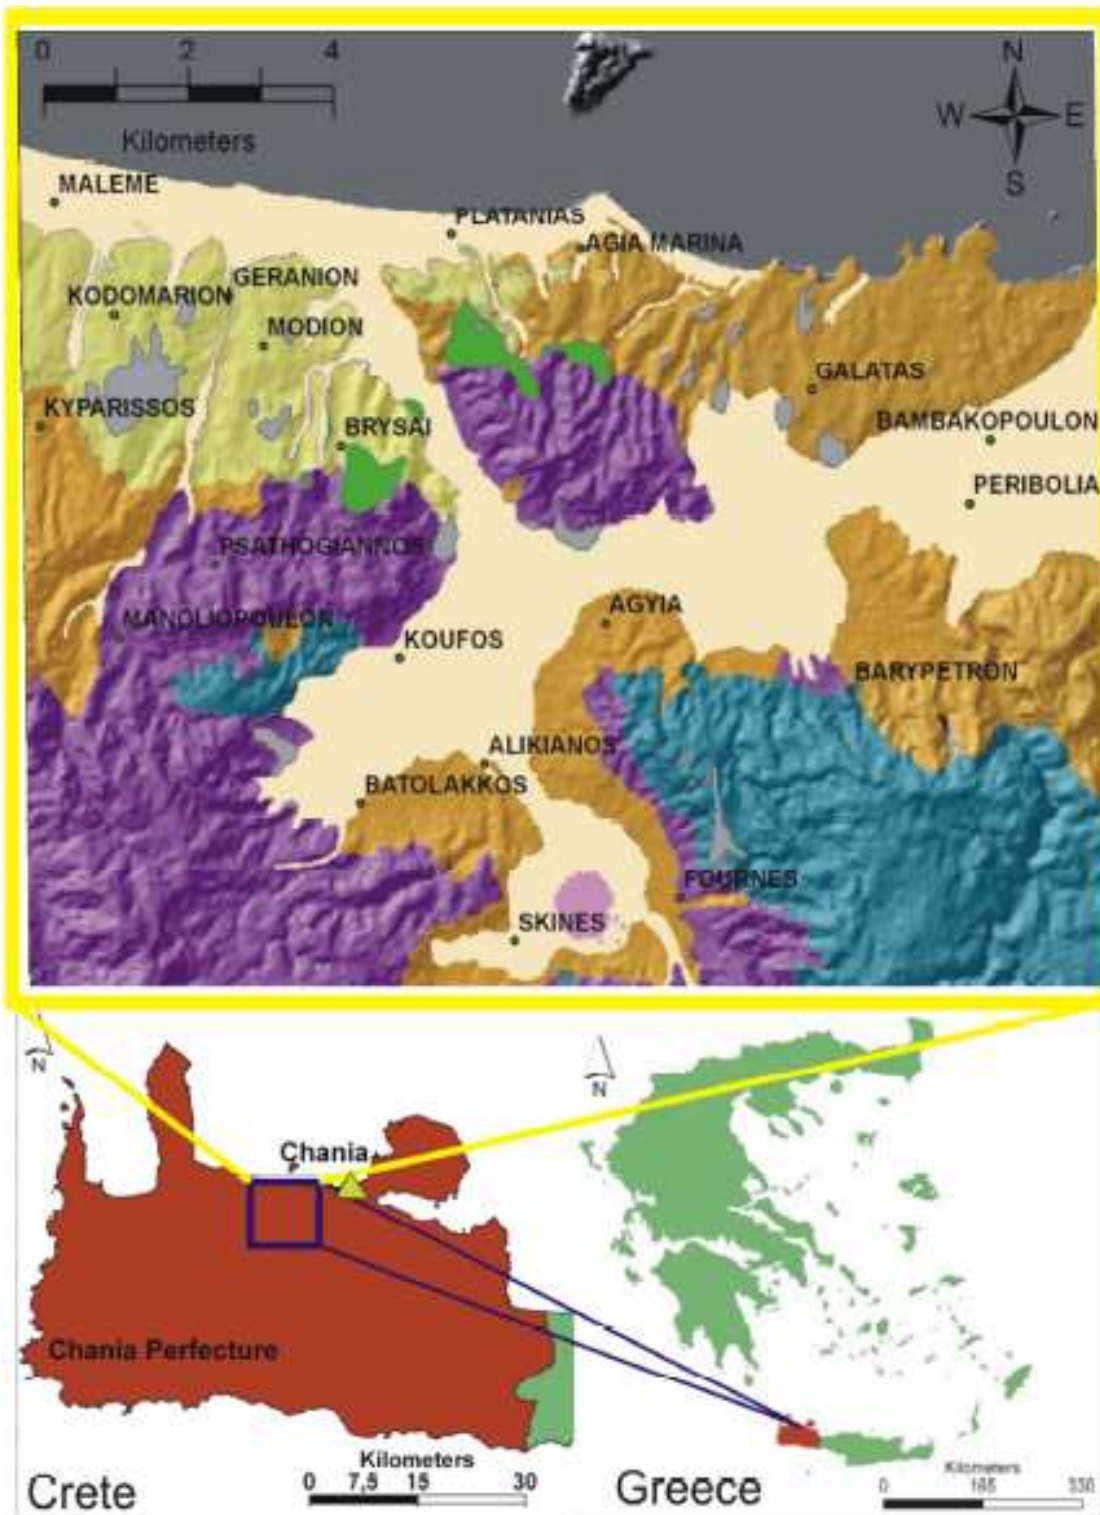 0 2 4
Kilometers
N
W E
S
MALEME
PLATANIAS
AGIA MARINA
GERANION
KODOMARION
MODION
GALATAS
KYPARISSOS
BRYSAI
BAMBAKOPOULON
PERIBOLIA
PSATHOGIANNOS
AGYIA
MANOLIOPOULON
KOUFOS
BARYPETRON
ALIKIANOS
BATOLAKKOS
FOURNES
SKINES
N
N
Chania
Chania Perfecture
Kilometers
0 7,5 15 30
Crete
Greece
Kilometers
0 165 330